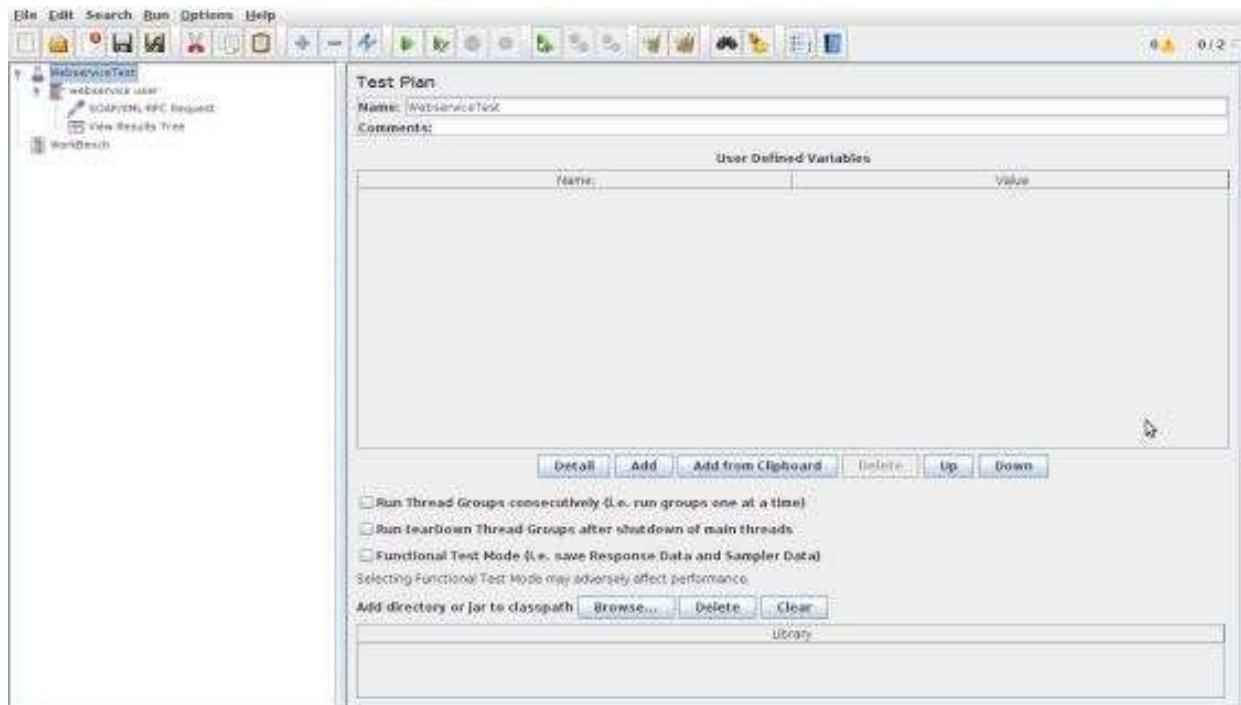 File Edit Search Run Options Help
0 0 / 2
WebserviceTest
webservice user
SOAP/XML-RPC Request
View Results Tree
WorkBench
Test Plan
Name: WebserviceTest
Comments:
User Defined Variables
Name: Value
Detail Add Add from Clipboard Delete Up Down
Run Thread Groups consecutively (i.e. run groups one at a time)
Run tearDown Thread Groups after shutdown of main threads
Functional Test Mode (i.e. save Response Data and Sampler Data)
Selecting Functional Test Mode may adversely affect performance.
Add directory or jar to classpath Browse... Delete Clear
Library